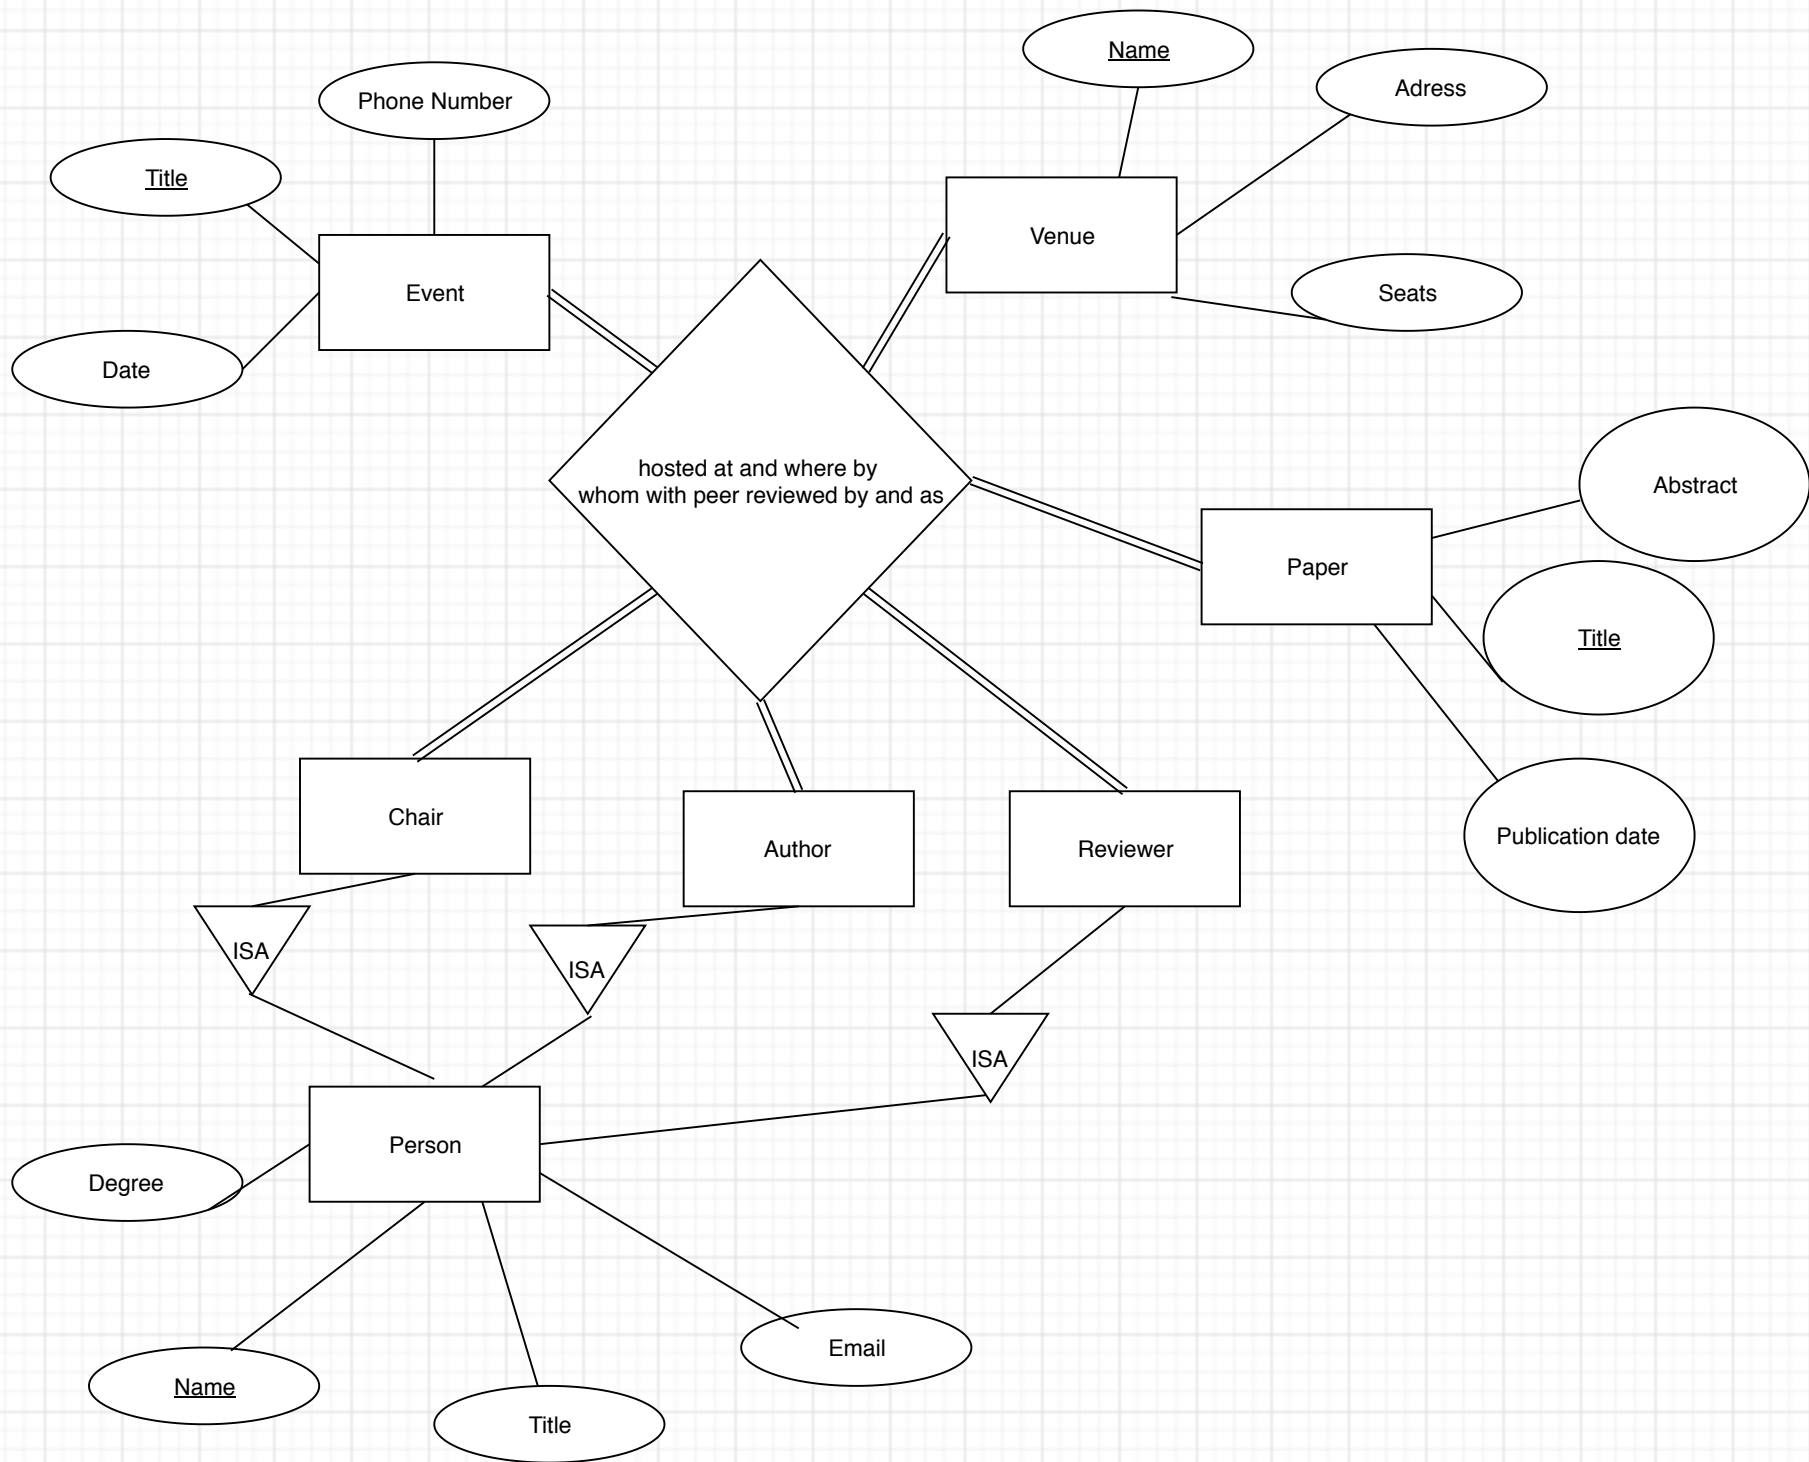 Name
Adress
Phone Number
Title
Venue
Event
Seats
Date
hosted at and where by
whom with peer reviewed by and as
Abstract
Paper
Title
Chair
Author
Reviewer
Publication date
ISA
ISA
ISA
Person
Degree
Email
Name
Title